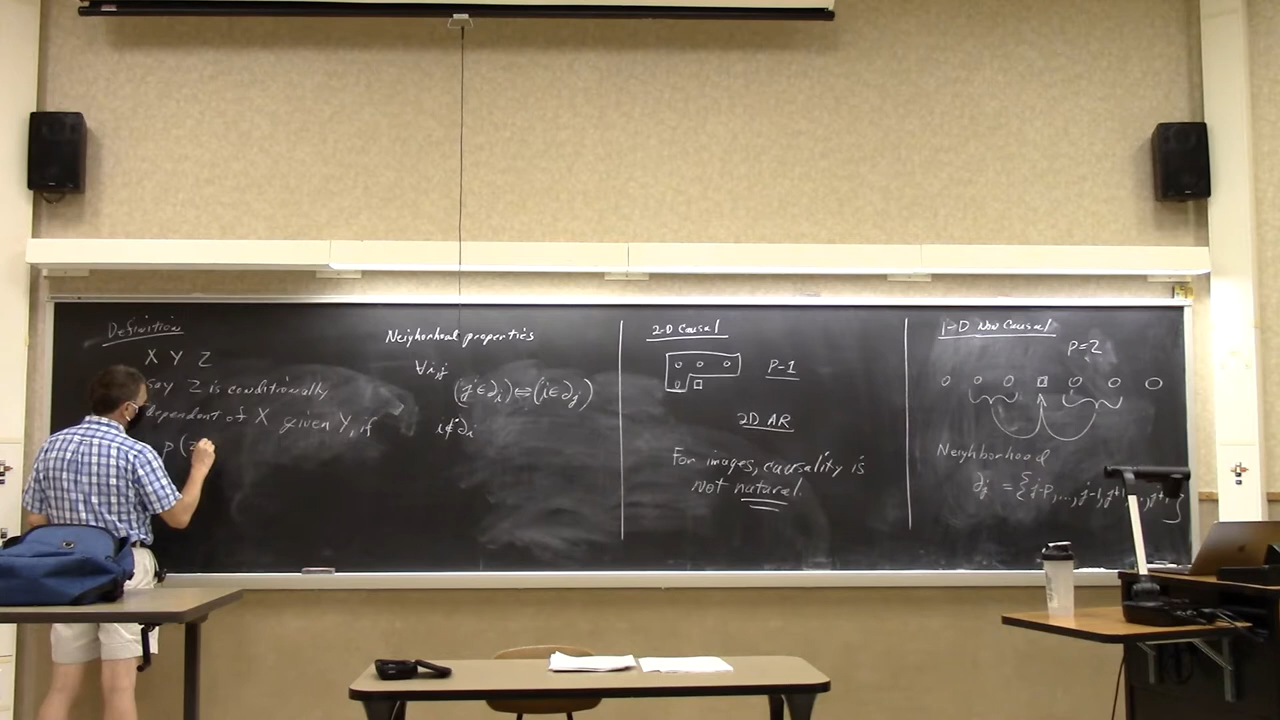 Definition
X Y Z
say Z is conditionally
dependent of X given Y, if
p(z
Neighborhood properties
∀i,j
(j∈∂i)⇔(i∈∂j)
i∉∂i
2-D Causal
P-1
2D AR
For images, causality is
not natural.
1-D Non Causal
P=2
Neighborhood
∂j = {j-p,...,j-1,j+1,..,j+